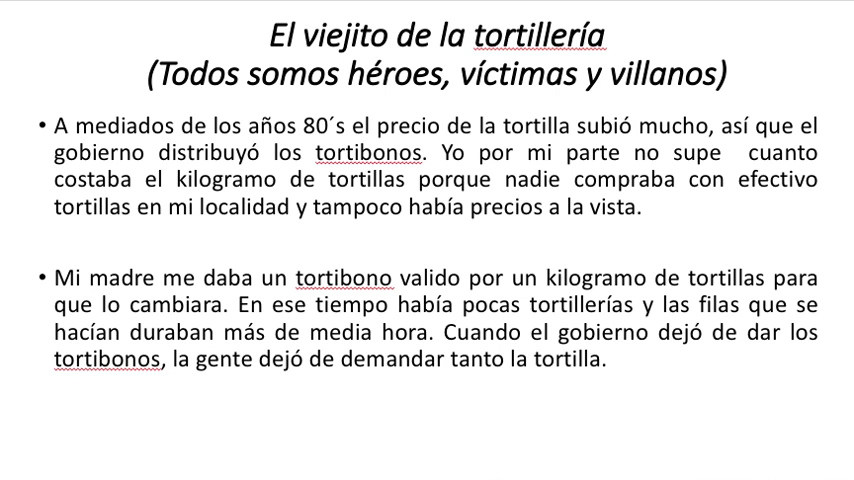 El viejito de la tortillería
(Todos somos héroes, víctimas y villanos)
• A mediados de los años 80´s el precio de la tortilla subió mucho, así que el
gobierno distribuyó los tortibonos. Yo por mi parte no supe cuanto
costaba el kilogramo de tortillas porque nadie compraba con efectivo
tortillas en mi localidad y tampoco había precios a la vista.
• Mi madre me daba un tortibono valido por un kilogramo de tortillas para
que lo cambiara. En ese tiempo había pocas tortillerías y las filas que se
hacían duraban más de media hora. Cuando el gobierno dejó de dar los
tortibonos, la gente dejó de demandar tanto la tortilla.